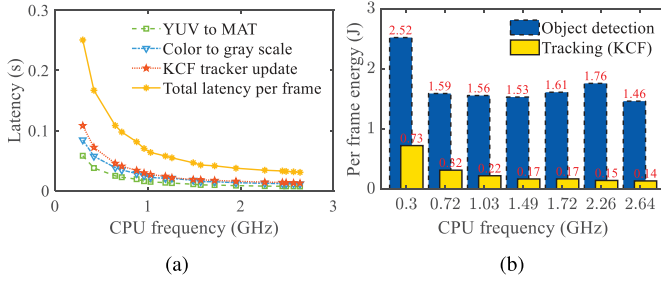 YUV to MAT
Color to gray scale
KCF tracker update
Total latency per frame
Latency (s)
0.3
0.2
0.1
0
0
1
2
3
CPU frequency (GHz)
(a)
Object detection
Tracking (KCF)
Per frame energy (J)
3
2
1
0
2.52
1.59
1.56
1.53
1.61
1.76
1.46
0.73
0.32
0.22
0.17
0.17
0.15
0.14
0.3
0.72
1.03
1.49
1.72
2.26
2.64
CPU frequency (GHz)
(b)